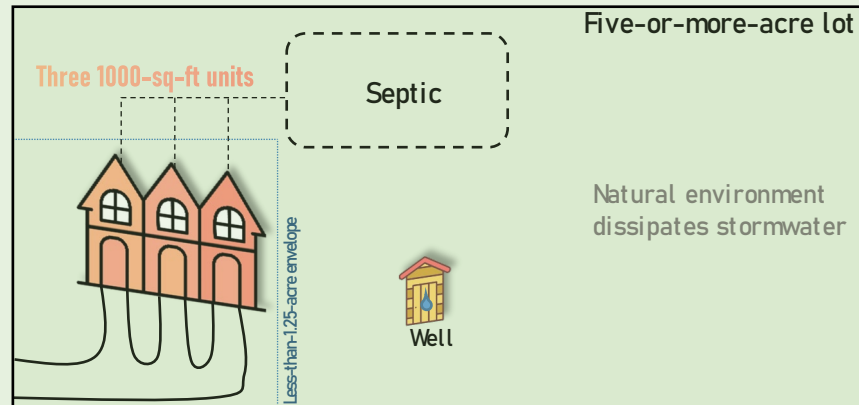 Five-or-more-acre lot
Three 1000-sq-ft units
Septic
Natural environment
dissipates stormwater
Less-than-1.25-acre envelope
Well